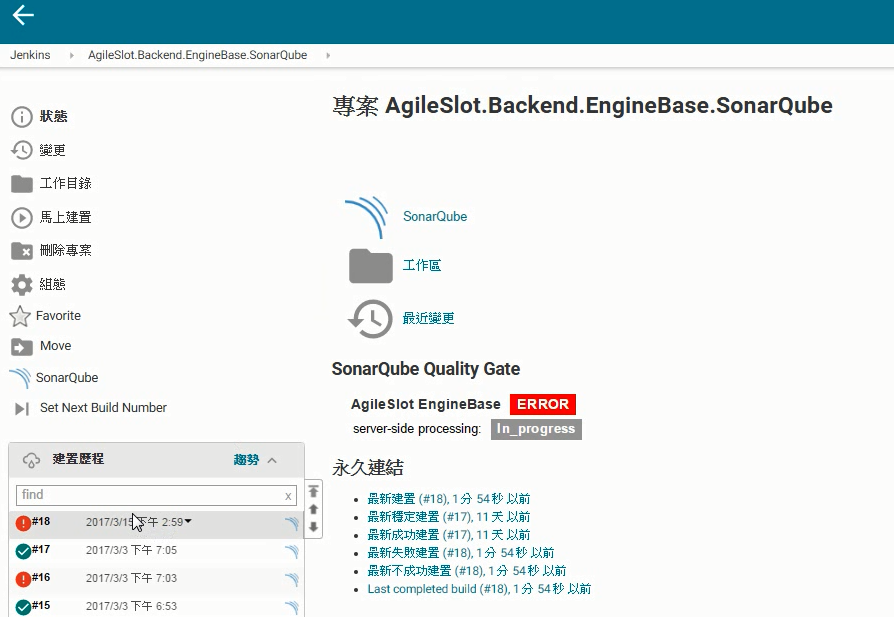 Jenkins
AgileSlot.Backend.EngineBase.SonarQube
狀態
變更
工作目錄
馬上建置
刪除專案
組態
Favorite
Move
SonarQube
Set Next Build Number
建置歷程 趨勢
find x
#18 2017/3/15 下午 2:59
#17 2017/3/3 下午 7:05
#16 2017/3/3 下午 7:03
#15 2017/3/3 下午 6:53
專案 AgileSlot.Backend.EngineBase.SonarQube
SonarQube
工作區
最近變更
SonarQube Quality Gate
AgileSlot EngineBase ERROR
server-side processing: In_progress
永久連結
最新建置 (#18), 1 分 54 秒 以前
最新穩定建置 (#17), 11 天 以前
最新成功建置 (#17), 11 天 以前
最新失敗建置 (#18), 1 分 54 秒 以前
最新不成功建置 (#18), 1 分 54 秒 以前
Last completed build (#18), 1 分 54 秒 以前